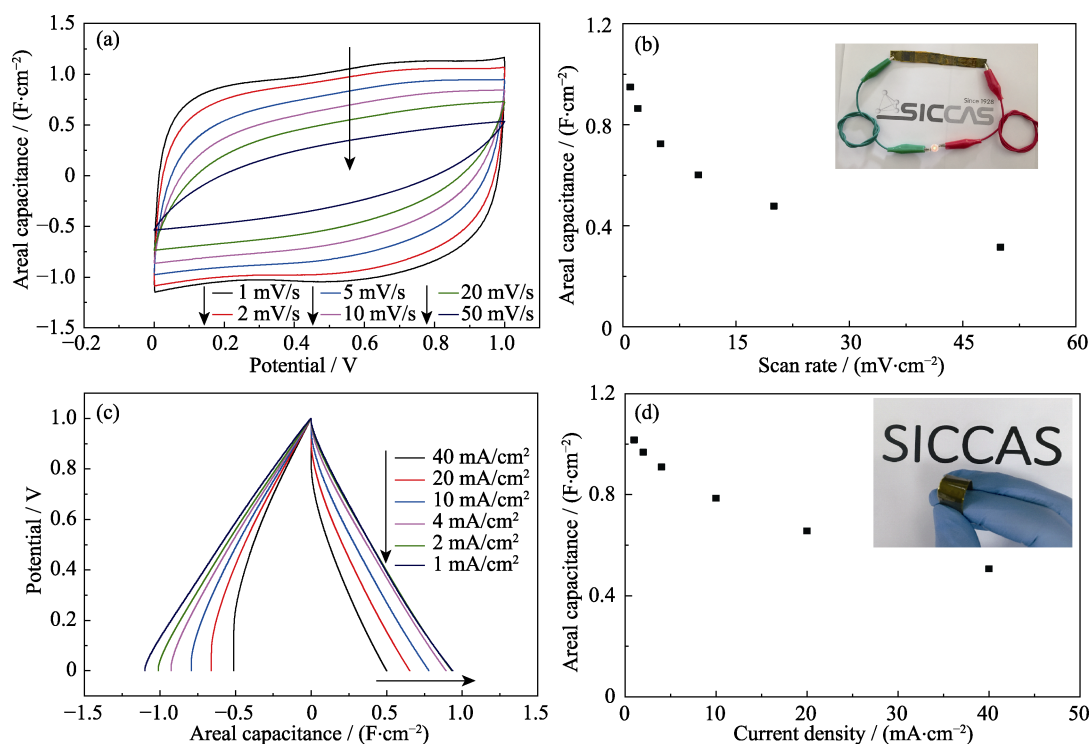 (a)
Areal capacitance / (F·cm⁻²)
1.5
1.0
0.5
0
−0.5
−1.0
−1.5
1 mV/s
5 mV/s
20 mV/s
2 mV/s
10 mV/s
50 mV/s
−0.2
0
0.2
0.4
0.6
0.8
1.0
Potential / V
(b)
Areal capacitance / (F·cm⁻²)
1.2
0.8
0.4
0
Since 1928
SICCAS
0
15
30
45
60
Scan rate / (mV·cm⁻²)
(c)
Potential / V
1.0
0.8
0.6
0.4
0.2
0
40 mA/cm²
20 mA/cm²
10 mA/cm²
4 mA/cm²
2 mA/cm²
1 mA/cm²
−1.5
−1.0
−0.5
0
0.5
1.0
1.5
Areal capacitance / (F·cm⁻²)
(d)
Areal capacitance / (F·cm⁻²)
1.2
0.8
0.4
0
SICCAS
0
10
20
30
40
50
Current density / (mA·cm⁻²)